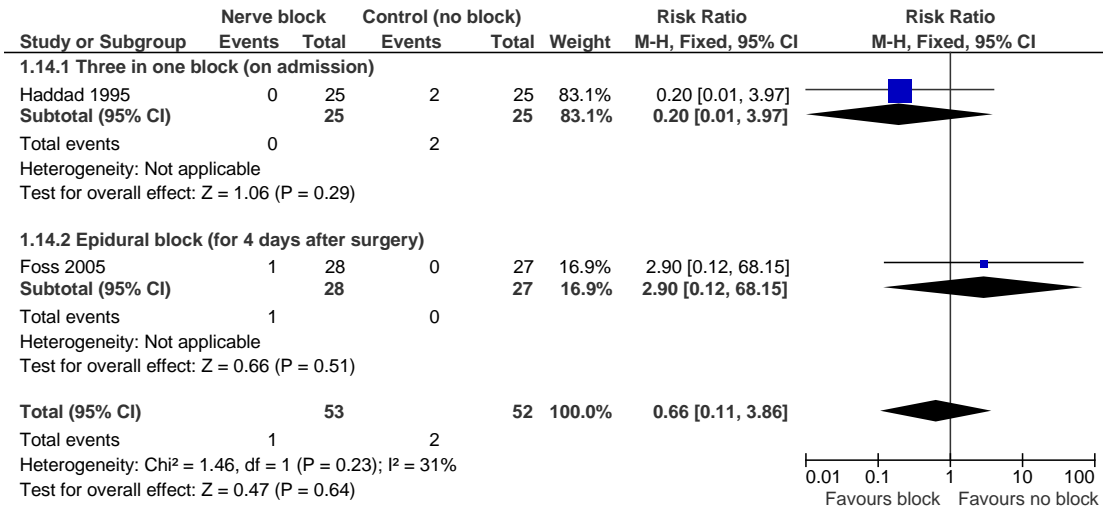 Nerve block Control (no block) Risk Ratio Risk Ratio
Study or Subgroup Events Total Events Total Weight M-H, Fixed, 95% CI M-H, Fixed, 95% CI
1.14.1 Three in one block (on admission)
Haddad 1995 0 25 2 25 83.1% 0.20 [0.01, 3.97]
Subtotal (95% CI) 25 25 83.1% 0.20 [0.01, 3.97]
Total events 0 2
Heterogeneity: Not applicable
Test for overall effect: Z = 1.06 (P = 0.29)
1.14.2 Epidural block (for 4 days after surgery)
Foss 2005 1 28 0 27 16.9% 2.90 [0.12, 68.15]
Subtotal (95% CI) 28 27 16.9% 2.90 [0.12, 68.15]
Total events 1 0
Heterogeneity: Not applicable
Test for overall effect: Z = 0.66 (P = 0.51)
Total (95% CI) 53 52 100.0% 0.66 [0.11, 3.86]
Total events 1 2
Heterogeneity: Chi² = 1.46, df = 1 (P = 0.23); I² = 31%
Test for overall effect: Z = 0.47 (P = 0.64)
0.01 0.1 1 10 100
Favours block Favours no block